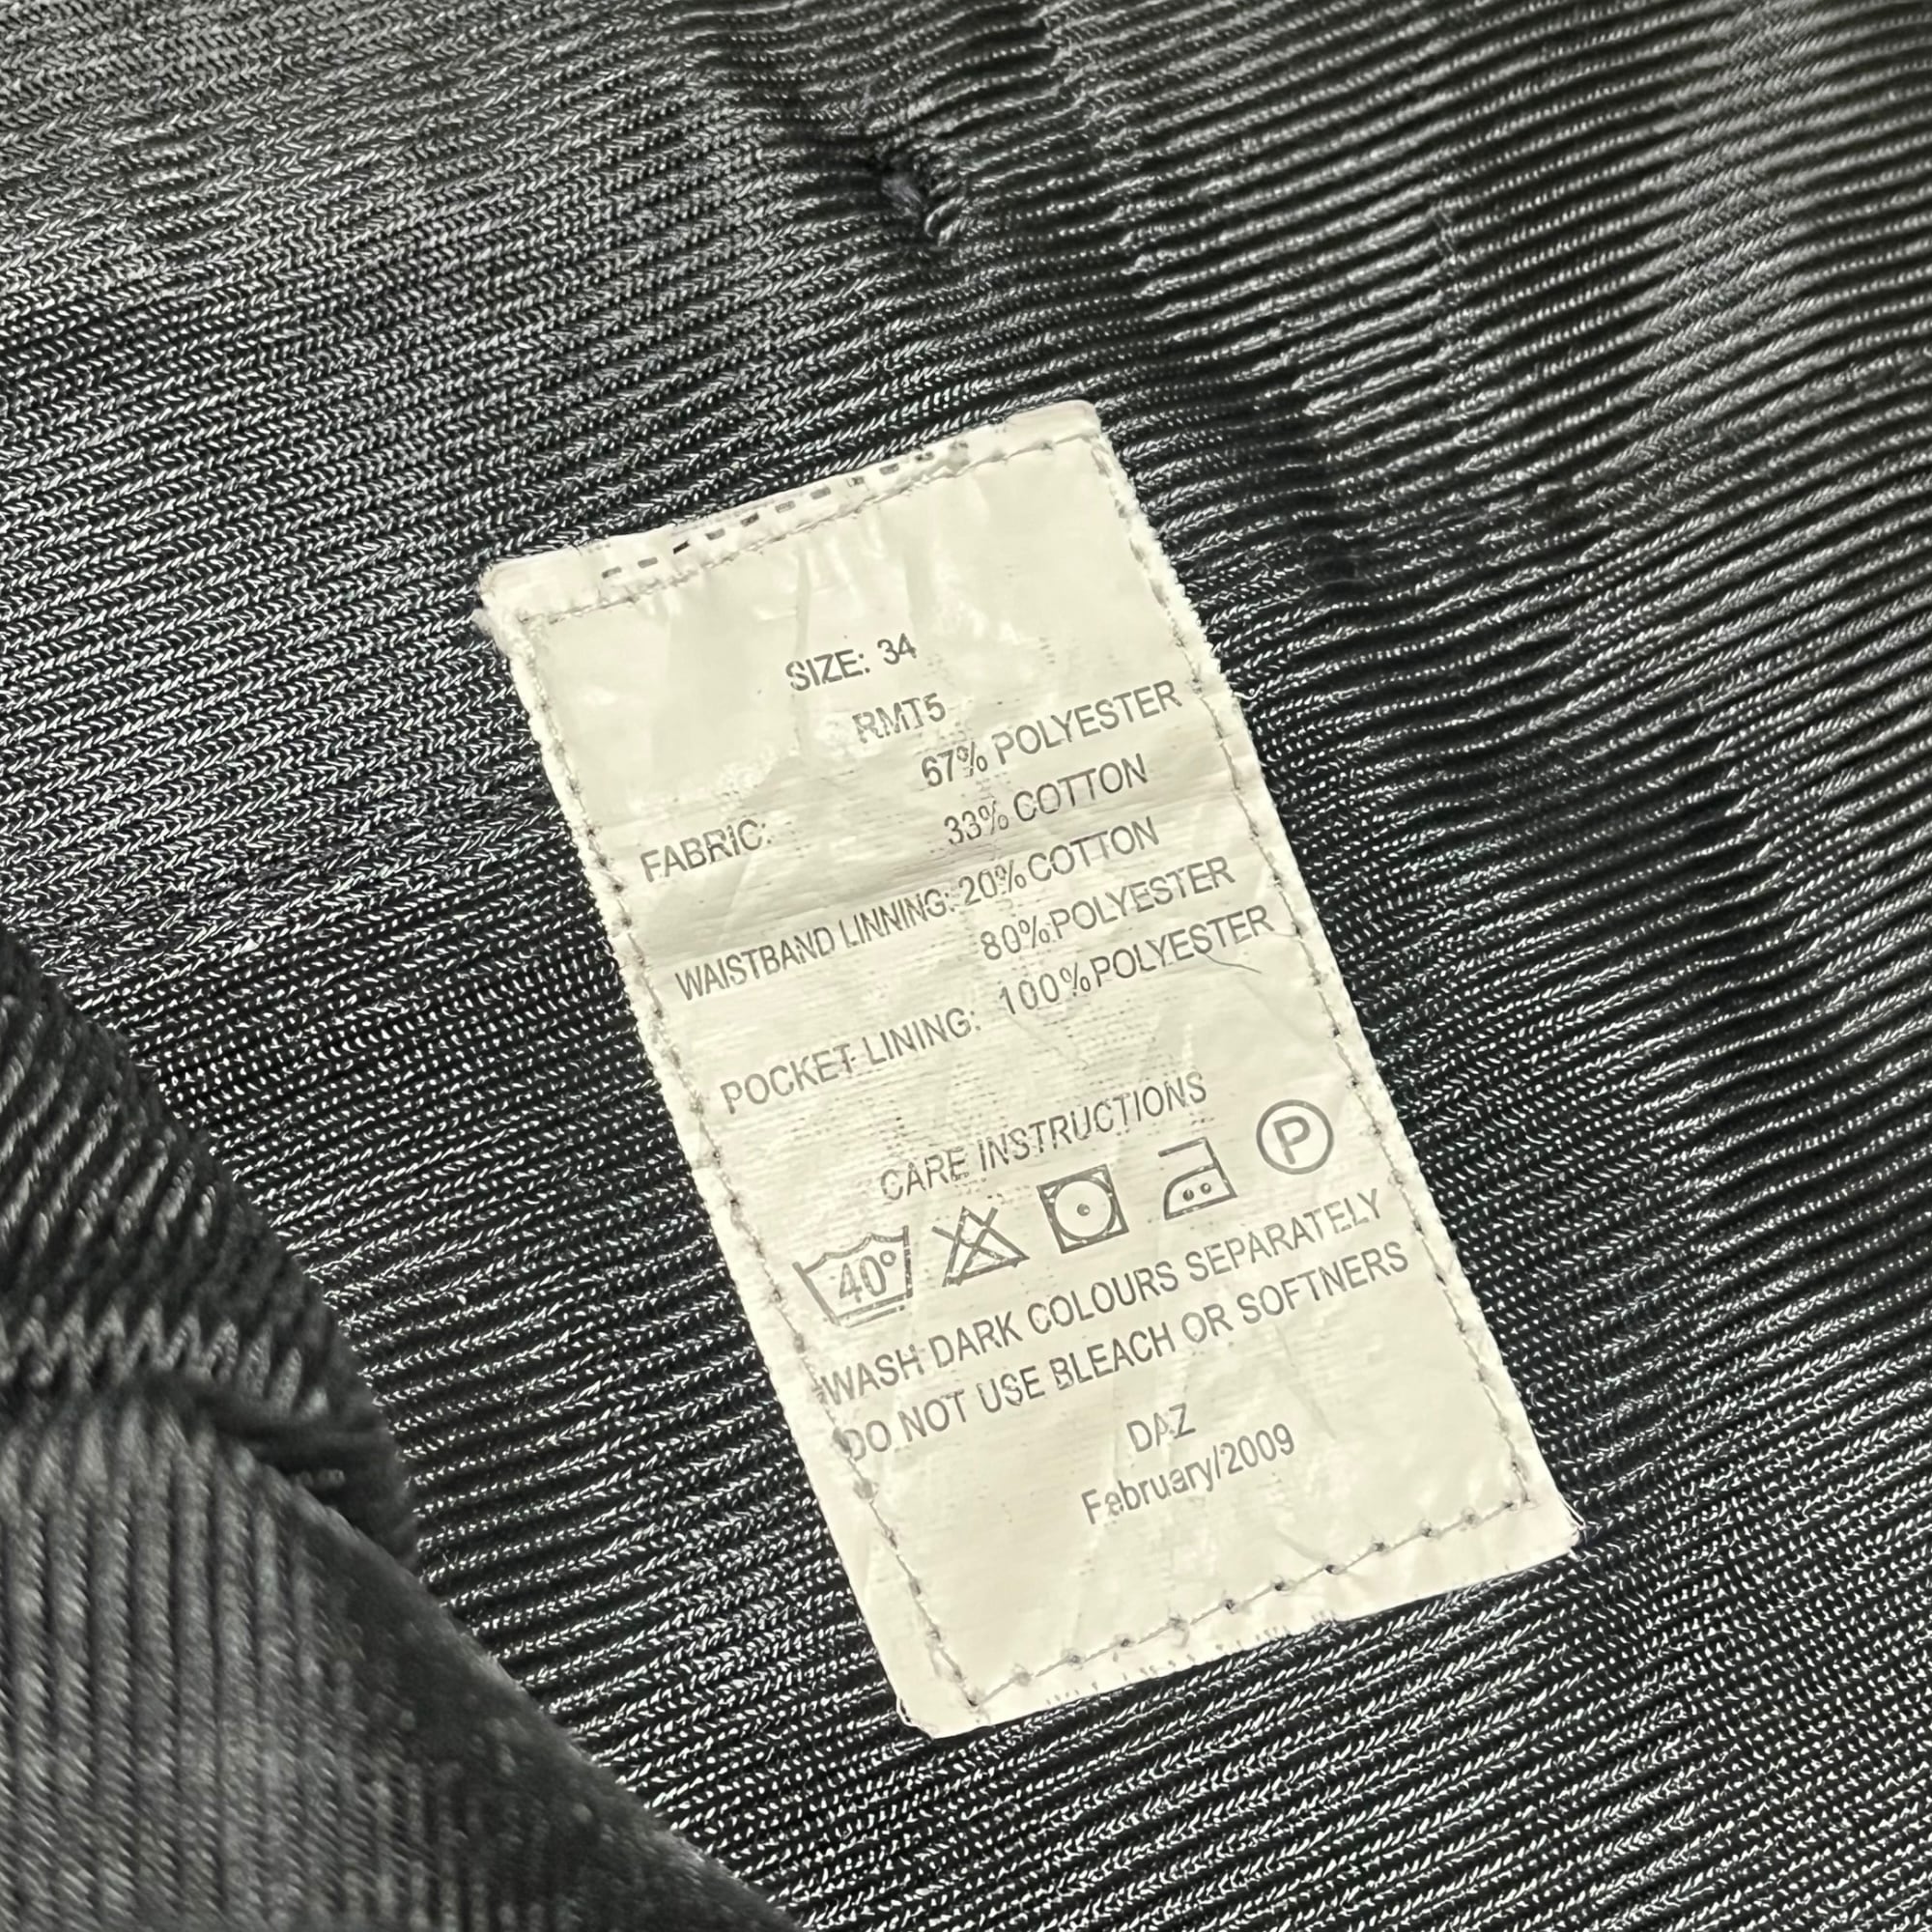 SIZE: 34
RMT5
67% POLYESTER
FABRIC: 33% COTTON
WAISTBAND LINNING: 20% COTTON
80% POLYESTER
POCKET LINING: 100% POLYESTER
CARE INSTRUCTIONS
40° P
WASH DARK COLOURS SEPARATELY
DO NOT USE BLEACH OR SOFTNERS
DAZ
February/2009